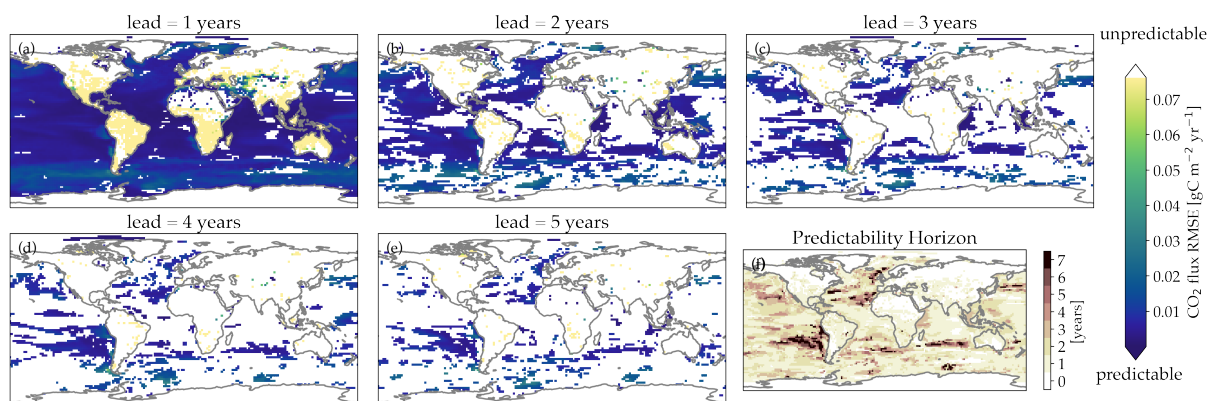 lead = 1 years
lead = 2 years
lead = 3 years
(a)
(b)
(c)
unpredictable
0.07
0.06
0.05
0.04
0.03
0.02
0.01
CO₂ flux RMSE [gC m⁻² yr⁻¹]
predictable
lead = 4 years
lead = 5 years
Predictability Horizon
(d)
(e)
(f)
7
6
5
4
3
2
1
0
[years]